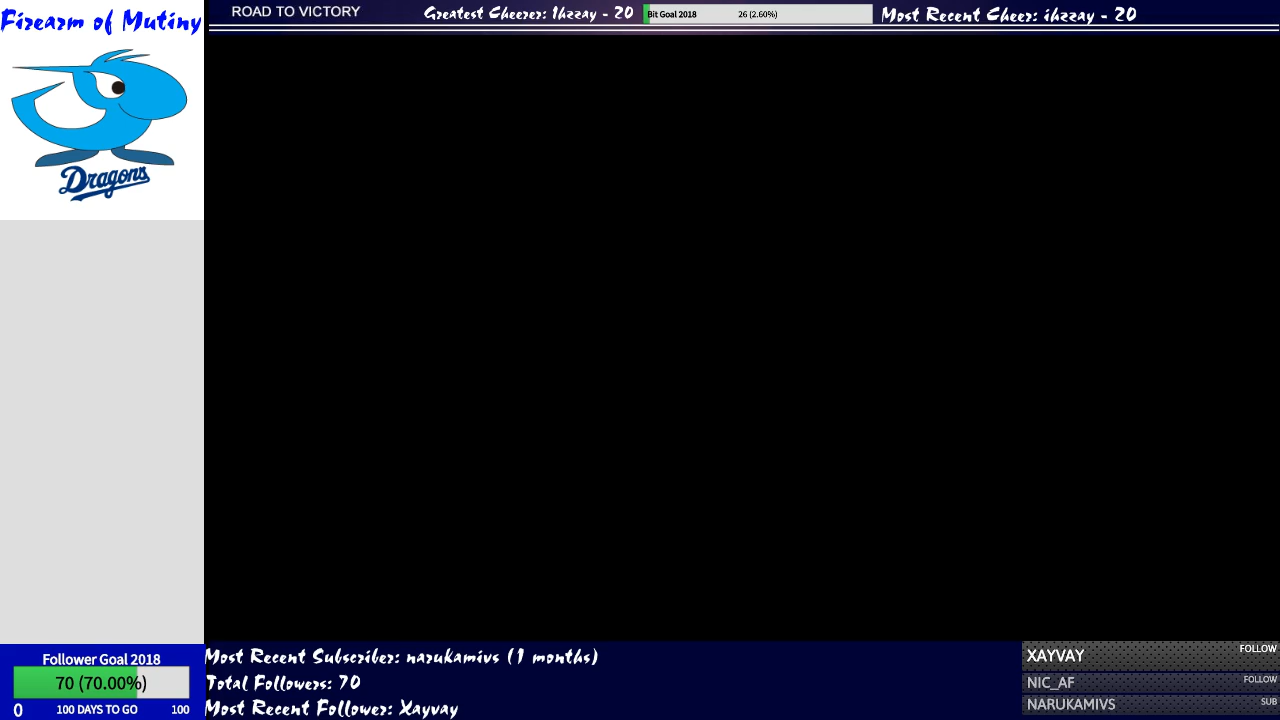 Firearm of Mutiny
Dragons
ROAD TO VICTORY
Greatest Cheerer: Ihzzay - 20
Bit Goal 2018 26 (2.60%)
Most Recent Cheer: ihzzay - 20
Follower Goal 2018
70 (70.00%)
0 100 DAYS TO GO 100
Most Recent Subscriber: narukamivs (1 months)
Total Followers: 70
Most Recent Follower: Xayvay
XAYVAY FOLLOW
NIC_AF FOLLOW
NARUKAMIVS SUB